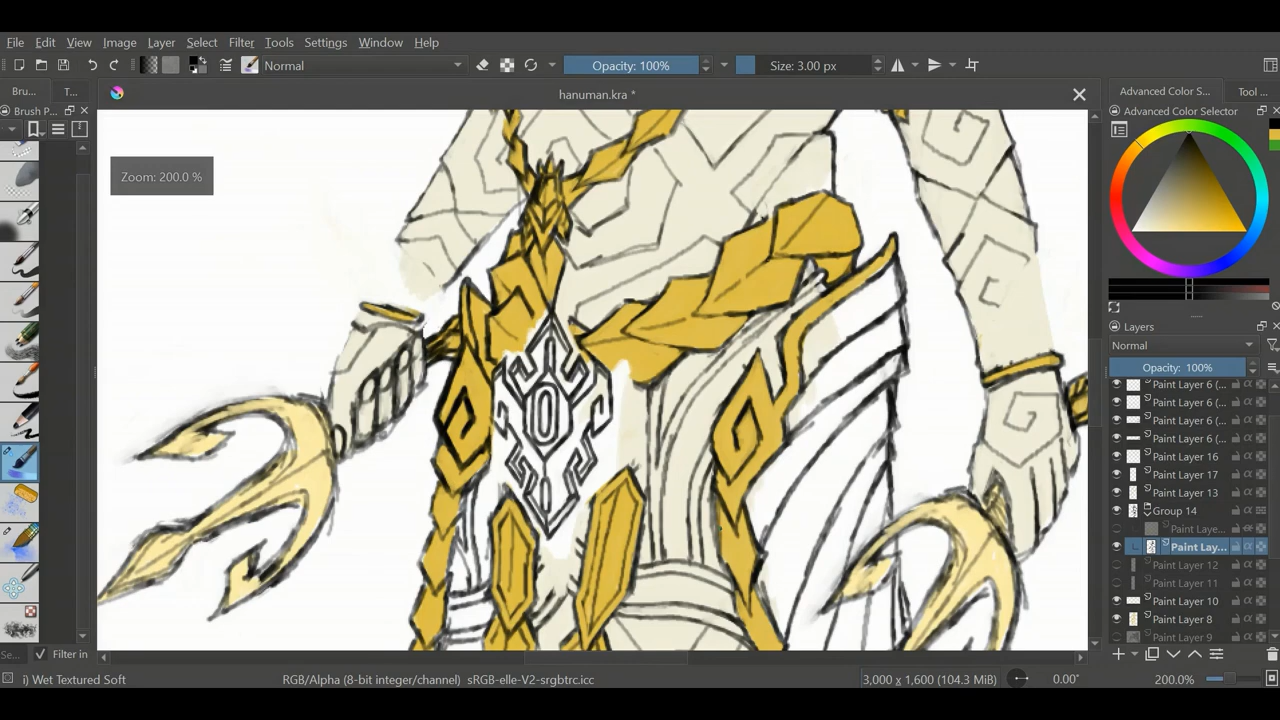 File Edit View Image Layer Select Filter Tools Settings Window Help
Normal
Opacity: 100%
Size: 3.00 px
Bru...
T...
hanuman.kra *
Advanced Color S...
Tool ...
Brush P...
Advanced Color Selector
Zoom: 200.0 %
Layers
Normal
Opacity: 100%
Paint Layer 6 (...
Paint Layer 6 (...
Paint Layer 6 (...
Paint Layer 6 (...
Paint Layer 16
Paint Layer 17
Paint Layer 13
Group 14
Paint Laye...
Paint Lay...
Paint Layer 12
Paint Layer 11
Paint Layer 10
Paint Layer 8
Paint Layer 9
Se...
Filter in
i) Wet Textured Soft
RGB/Alpha (8-bit integer/channel) sRGB-elle-V2-srgbtrc.icc
3,000 x 1,600 (104.3 MiB)
0.00°
200.0%